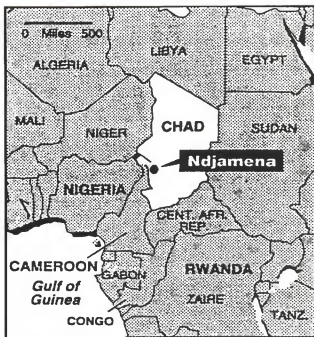 0 Miles 500
ALGERIA
LIBYA
EGYPT
MALI
NIGER
CHAD
SUDAN
Ndjamena
NIGERIA
CENT. AFR.
REP.
CAMEROON
Gulf of
Guinea
GABON
RWANDA
ZAIRE
CONGO
TANZ.